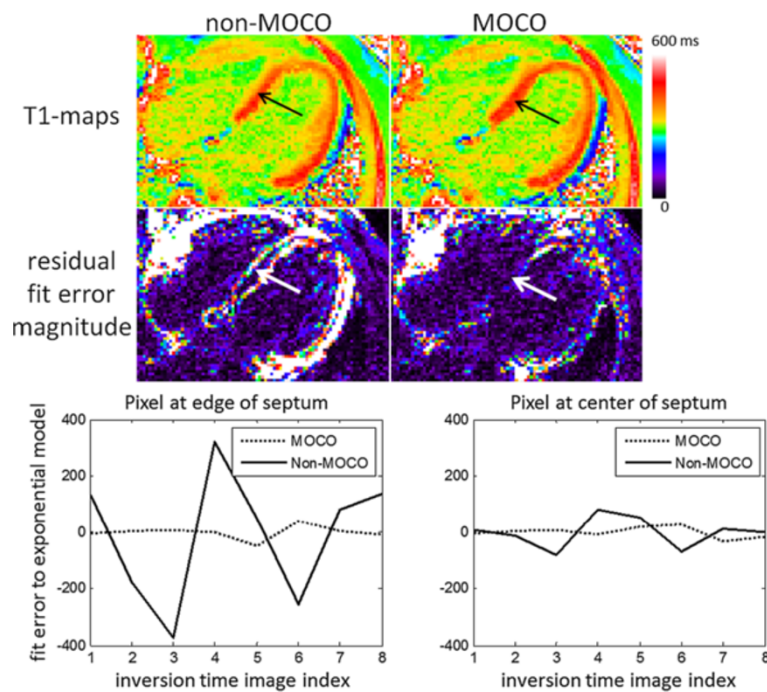 non-MOCO MOCO
T1-maps
600 ms
0
residual
fit error
magnitude
Pixel at edge of septum
fit error to exponential model
400
200
0
-200
-400
MOCO
Non-MOCO
1 2 3 4 5 6 7 8
inversion time image index
Pixel at center of septum
400
200
0
-200
-400
MOCO
Non-MOCO
1 2 3 4 5 6 7 8
inversion time image index